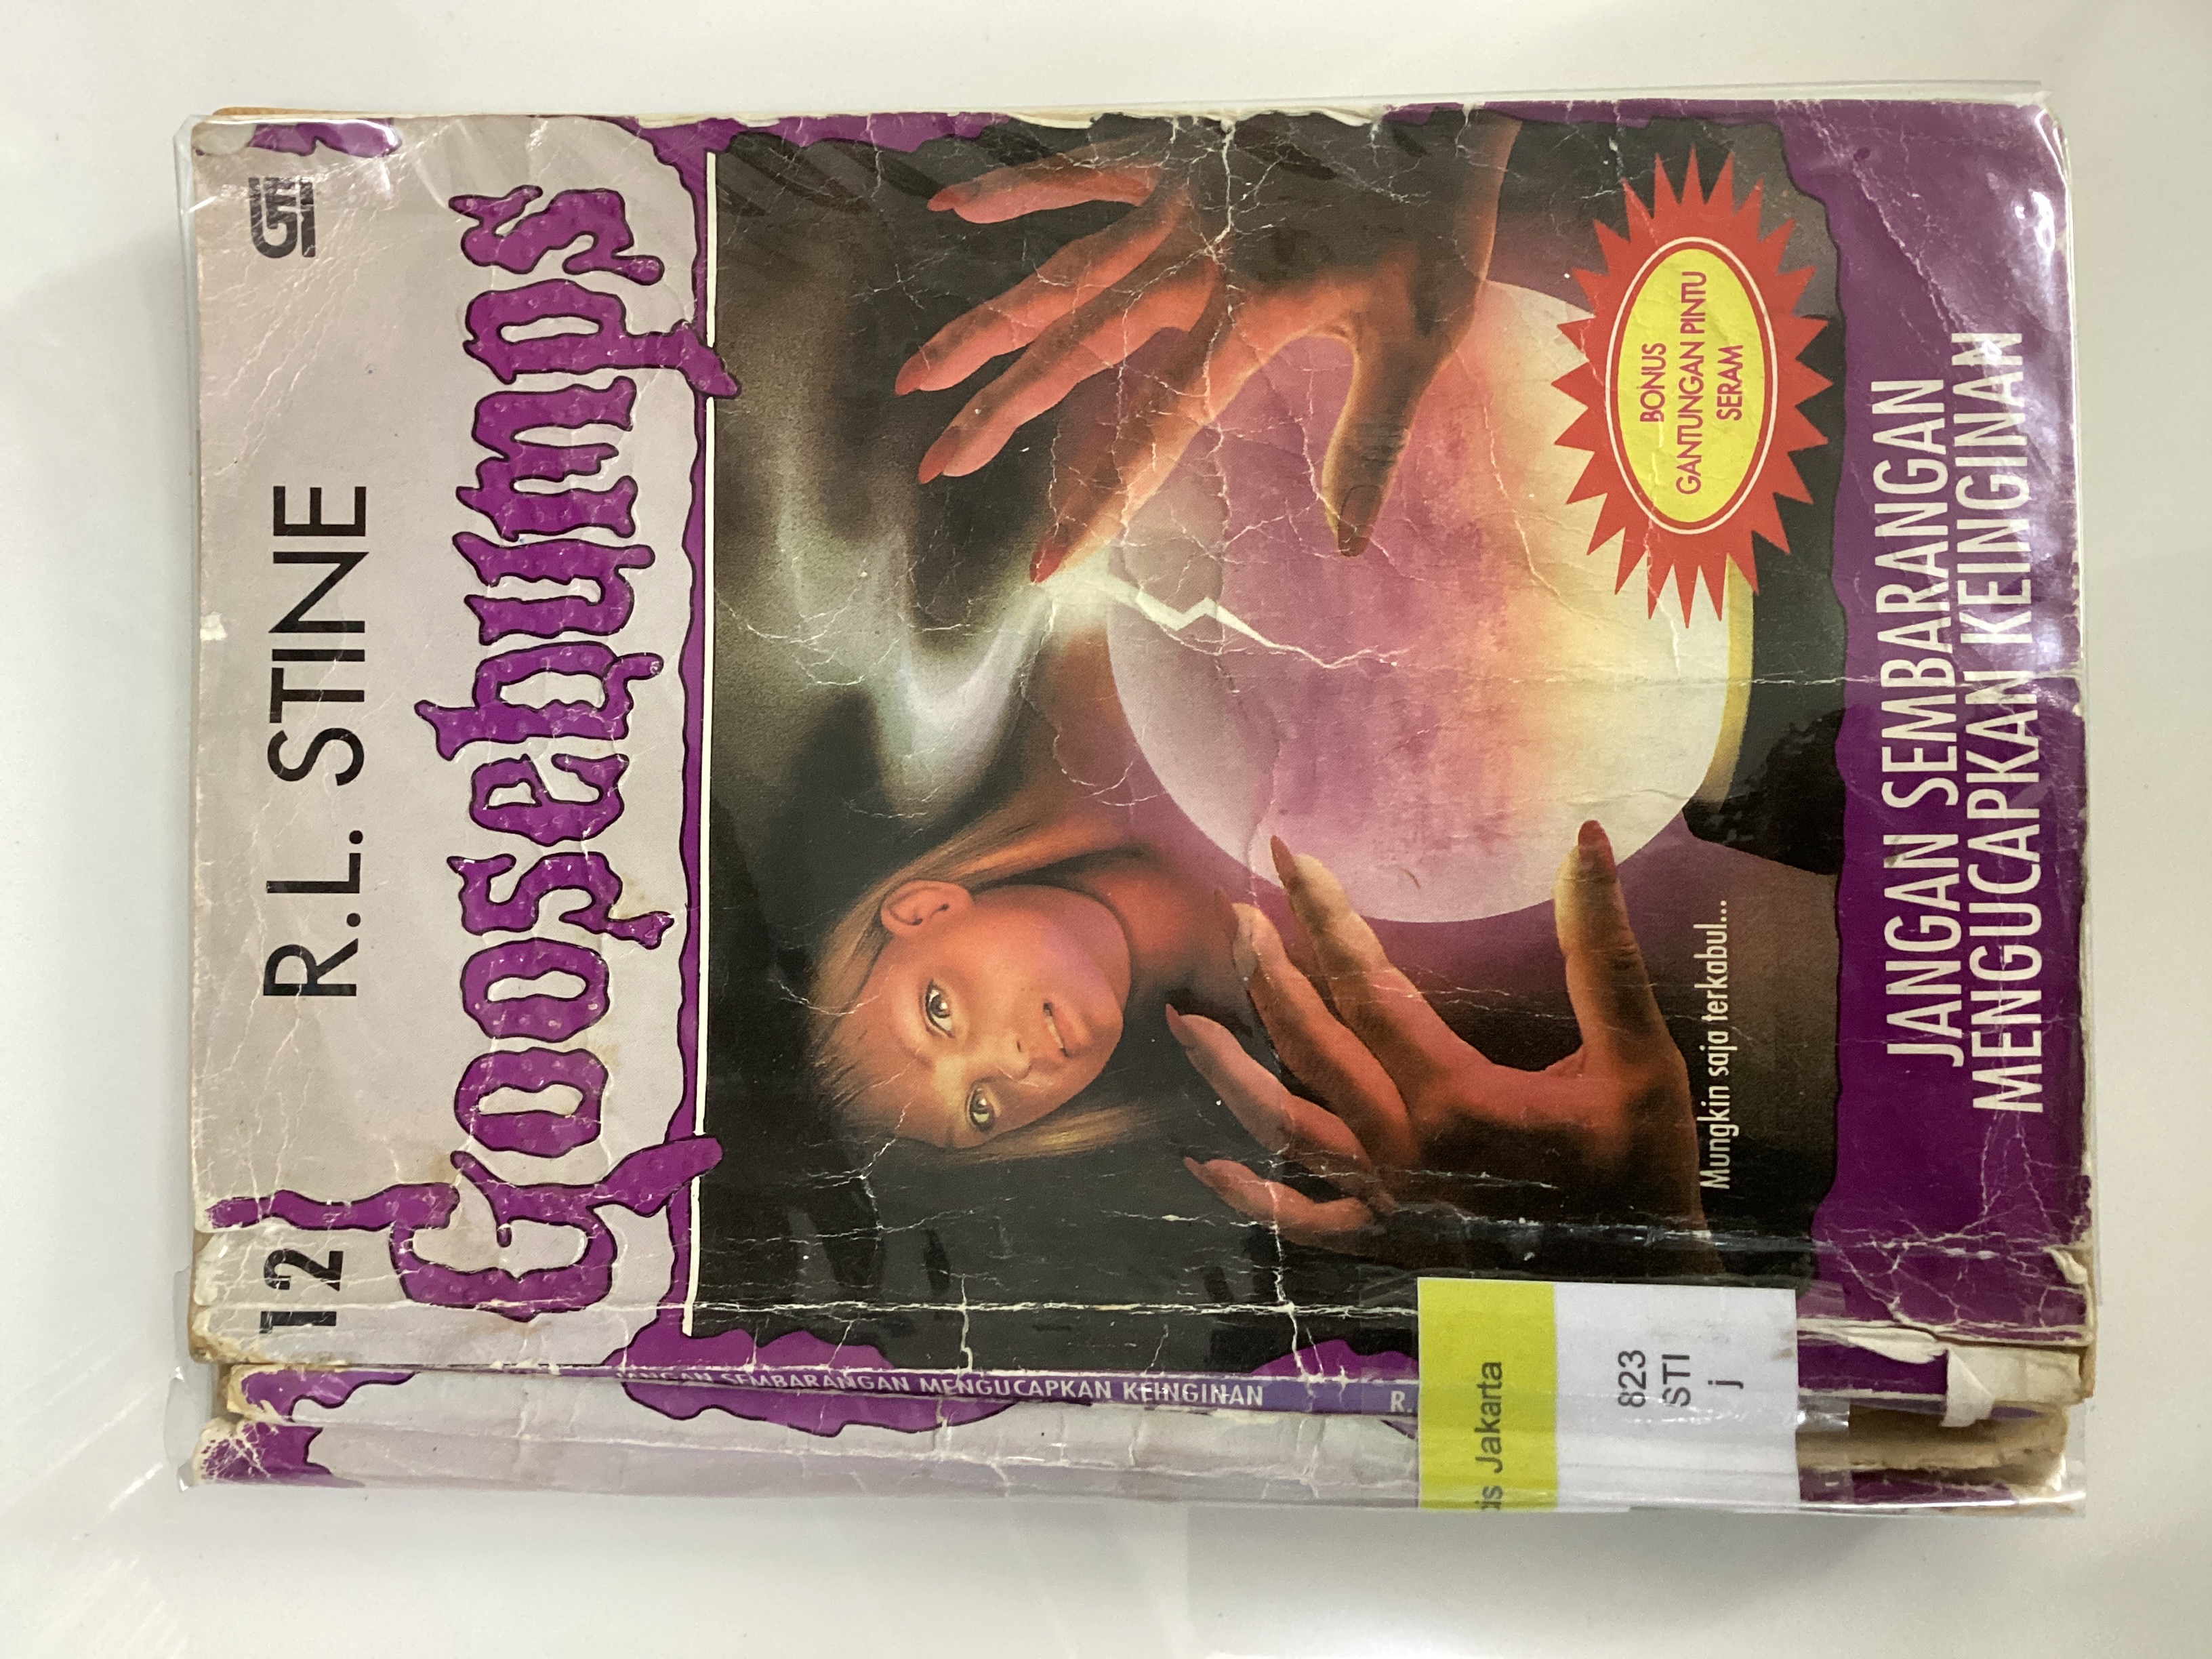 R.L. STINE
12
Goosebumps
BONUS
GANTUNGAN PINTU
SERAM
Mungkin saja terkabul...
JANGAN SEMBARANGAN
MENGUCAPKAN KEINGINAN
JANGAN SEMBARANGAN MENGUCAPKAN KEINGINAN
R.
Jakarta
823
STI
j